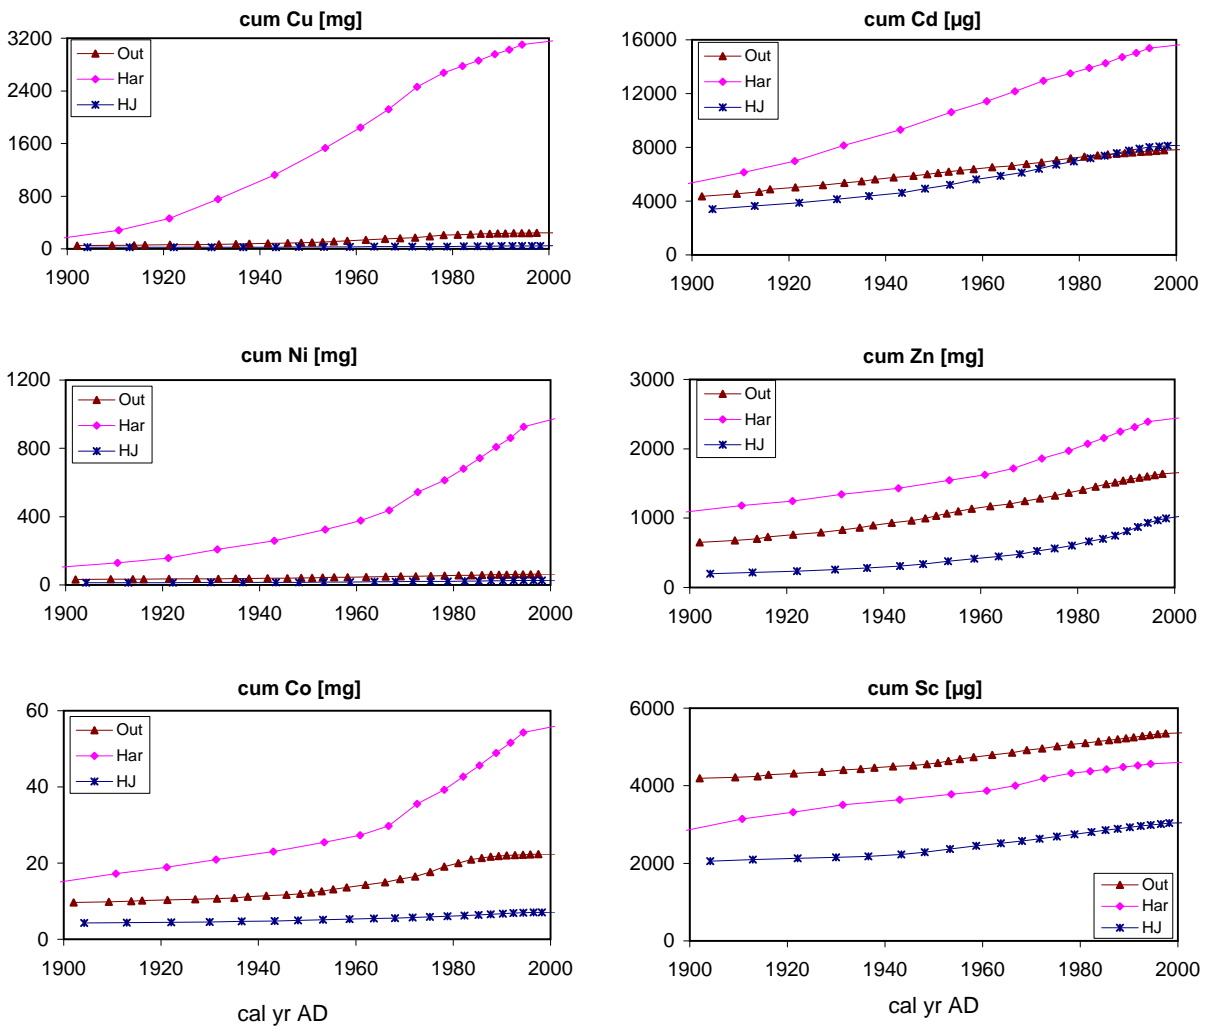 cum Cu [mg]
3200
2400
1600
800
0
Out
Har
HJ
1900 1920 1940 1960 1980 2000
cum Cd [µg]
16000
12000
8000
4000
0
Out
Har
HJ
1900 1920 1940 1960 1980 2000
cum Ni [mg]
1200
800
400
0
Out
Har
HJ
1900 1920 1940 1960 1980 2000
cum Zn [mg]
3000
2000
1000
0
Out
Har
HJ
1900 1920 1940 1960 1980 2000
cum Co [mg]
60
40
20
0
Out
Har
HJ
1900 1920 1940 1960 1980 2000
cal yr AD
cum Sc [µg]
6000
4000
2000
0
Out
Har
HJ
1900 1920 1940 1960 1980 2000
cal yr AD